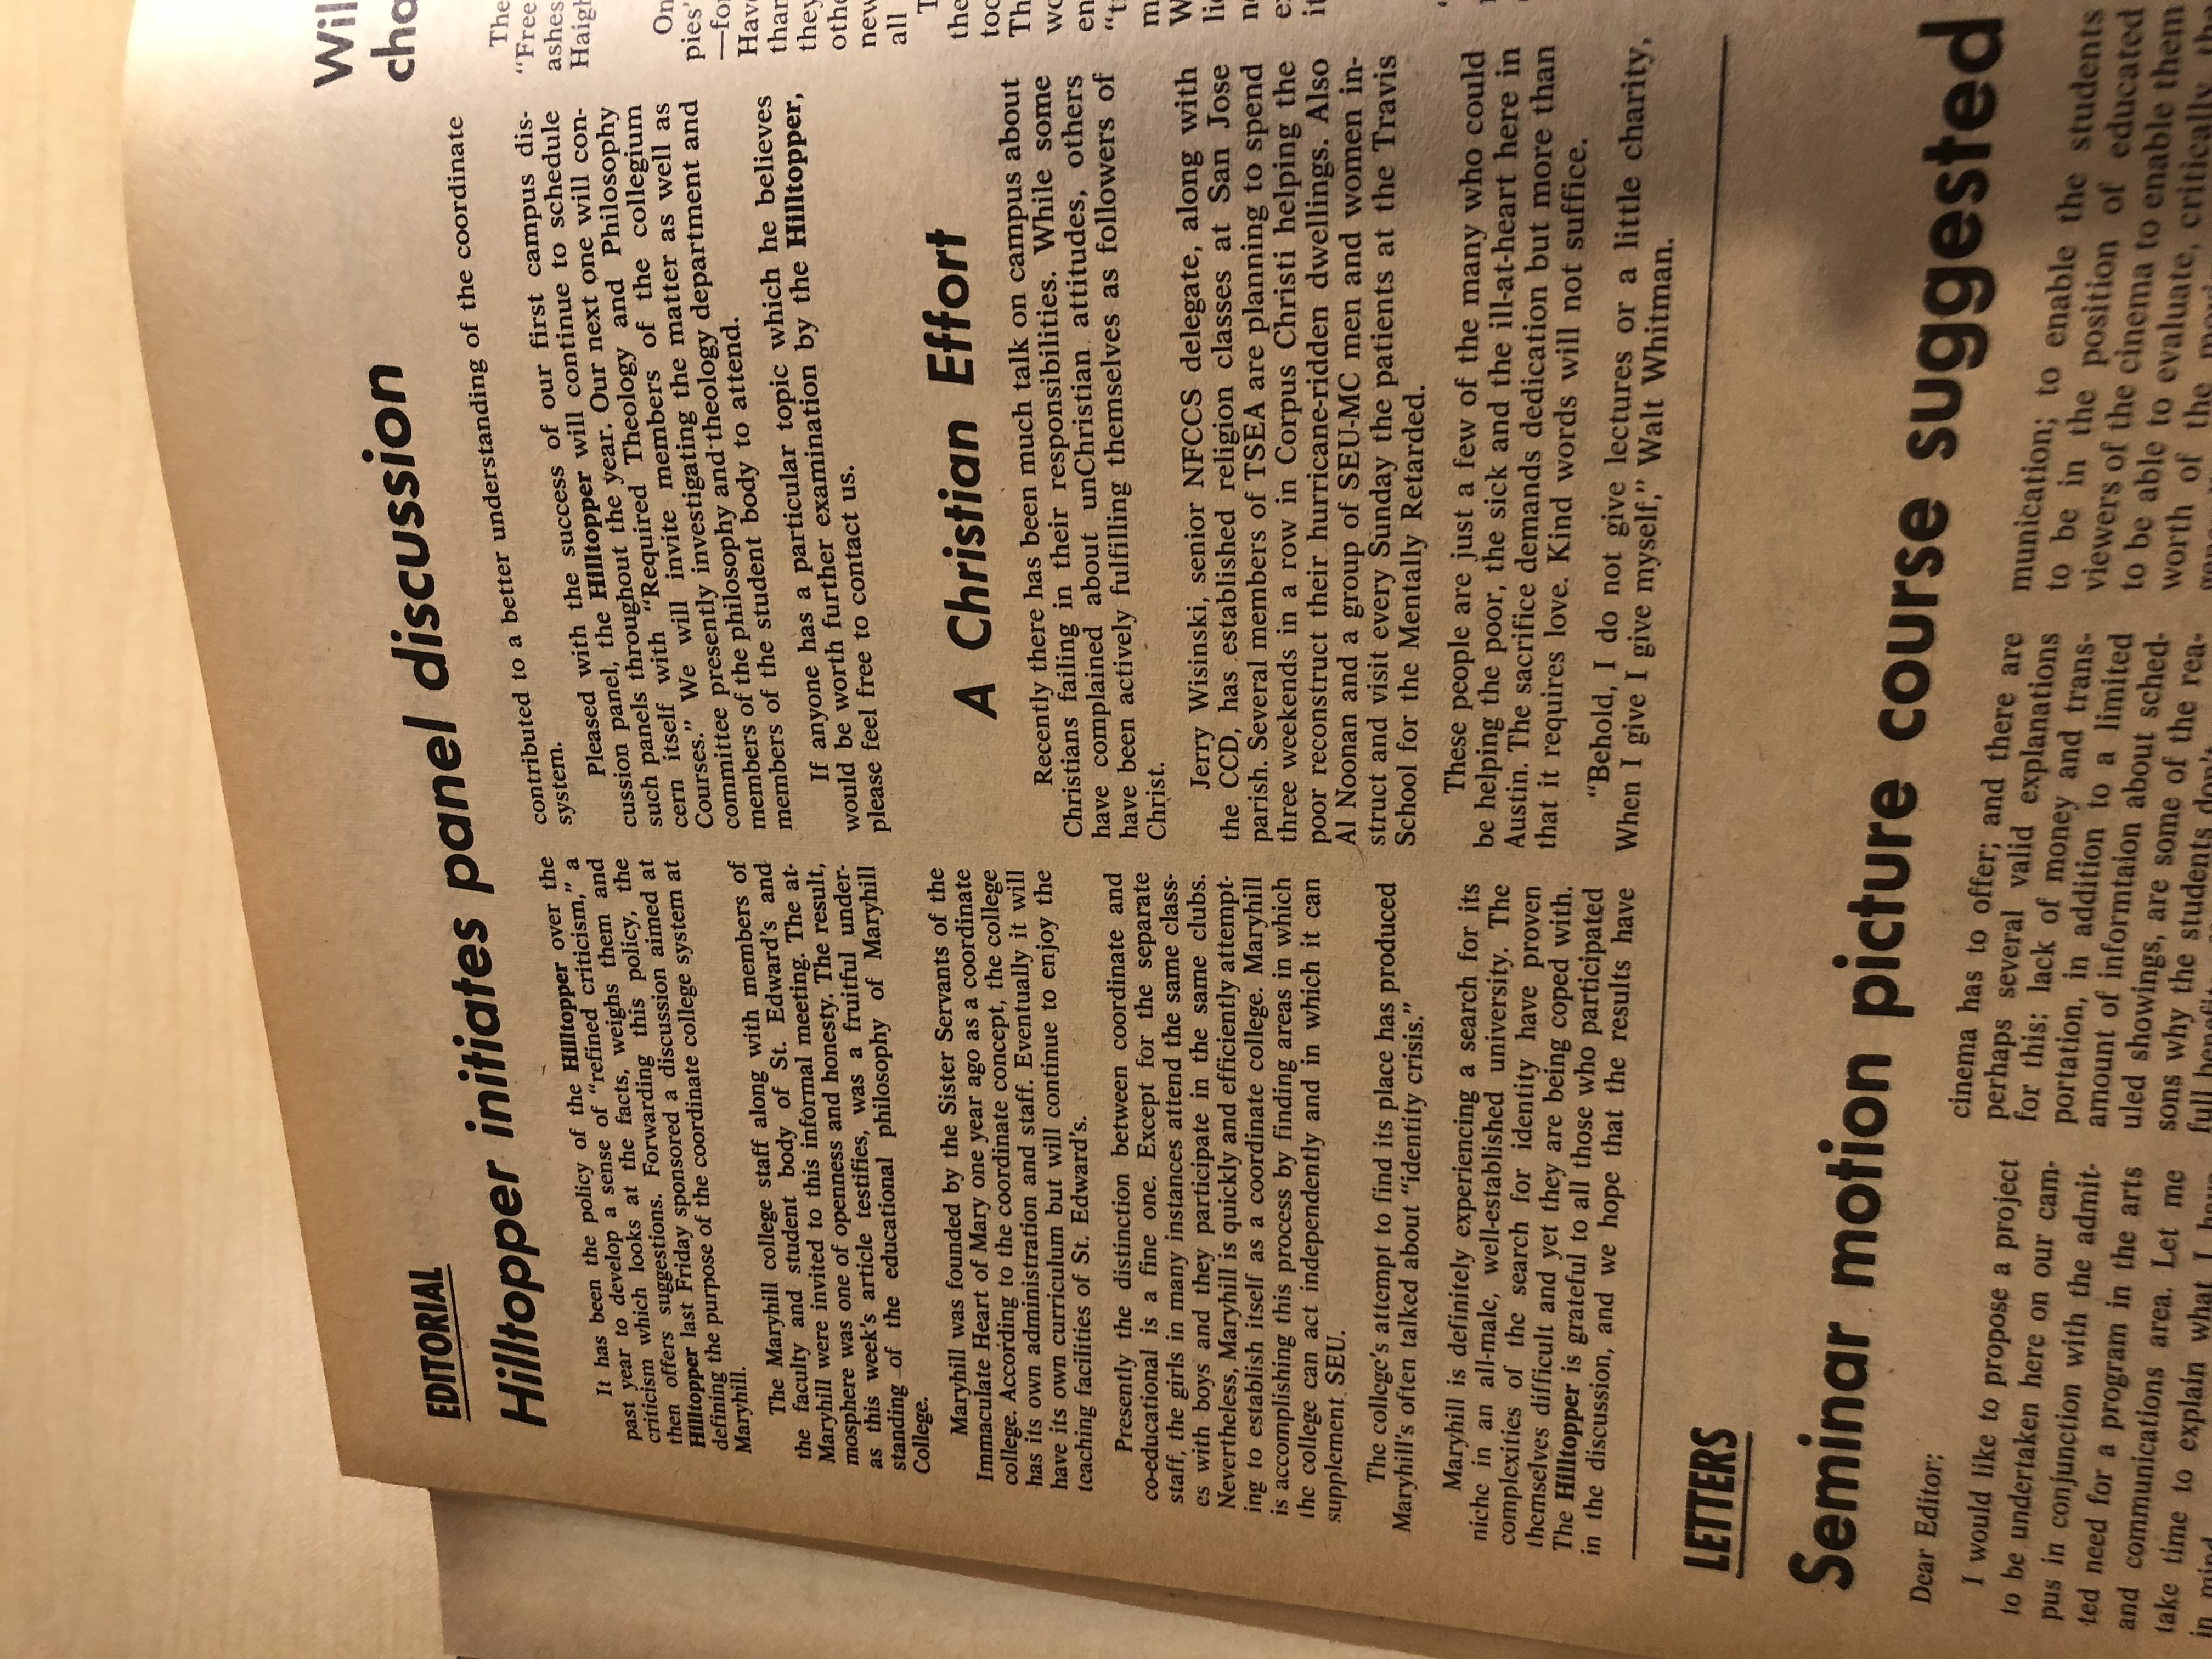 EDITORIAL
Hilltopper initiates panel discussion
It has been the policy of the Hilltopper over the
past year to develop a sense of "refined criticism," a
criticism which looks at the facts, weighs them and
then offers suggestions. Forwarding this policy, the
Hilltopper last Friday sponsored a discussion aimed at
defining the purpose of the coordinate college system at
Maryhill.
The Maryhill college staff along with members of
the faculty and student body of St. Edward's and
Maryhill were invited to this informal meeting. The at-
mosphere was one of openness and honesty. The result,
as this week's article testifies, was a fruitful under-
standing of the educational philosophy of Maryhill
College.
Maryhill was founded by the Sister Servants of the
Immaculate Heart of Mary one year ago as a coordinate
college. According to the coordinate concept, the college
has its own administration and staff. Eventually it will
have its own curriculum but will continue to enjoy the
teaching facilities of St. Edward's.
Presently the distinction between coordinate and
co-educational is a fine one. Except for the separate
staff, the girls in many instances attend the same class-
es with boys and they participate in the same clubs.
Nevertheless, Maryhill is quickly and efficiently attempt-
ing to establish itself as a coordinate college. Maryhill
is accomplishing this process by finding areas in which
the college can act independently and in which it can
supplement SEU.
The college's attempt to find its place has produced
Maryhill's often talked about "identity crisis."
Maryhill is definitely experiencing a search for its
niche in an all-male, well-established university. The
complexities of the search for identity have proven
themselves difficult and yet they are being coped with.
The Hilltopper is grateful to all those who participated
in the discussion, and we hope that the results have
contributed to a better understanding of the coordinate
system.
Pleased with the success of our first campus dis-
cussion panel, the Hilltopper will continue to schedule
such panels throughout the year. Our next one will con-
cern itself with "Required Theology and Philosophy
Courses." We will invite members of the collegium
committee presently investigating the matter as well as
members of the philosophy and theology department and
members of the student body to attend.
If anyone has a particular topic which he believes
would be worth further examination by the Hilltopper,
please feel free to contact us.
A Christian Effort
Recently there has been much talk on campus about
Christians failing in their responsibilities. While some
have complained about unChristian attitudes, others
have been actively fulfilling themselves as followers of
Christ.
Jerry Wisinski, senior NFCCS delegate, along with
the CCD, has established religion classes at San Jose
parish. Several members of TSEA are planning to spend
three weekends in a row in Corpus Christi helping the
poor reconstruct their hurricane-ridden dwellings. Also
Al Noonan and a group of SEU-MC men and women in-
struct and visit every Sunday the patients at the Travis
School for the Mentally Retarded.
These people are just a few of the many who could
be helping the poor, the sick and the ill-at-heart here in
Austin. The sacrifice demands dedication but more than
that it requires love. Kind words will not suffice.
"Behold, I do not give lectures or a little charity,
When I give I give myself," Walt Whitman.
Wil
cha
The
"Free
ashes
Haigh
On
pies'
—for
Have
than
they
othe
new
all
T
the
too
Th
wo
en
"t
m
W
li
n
e
it
LETTERS
Seminar motion picture course suggested
Dear Editor;
I would like to propose a project
to be undertaken here on our cam-
pus in conjunction with the admit-
ted need for a program in the arts
and communications area. Let me
take time to explain what I have
in mind
cinema has to offer; and there are
perhaps several valid explanations
for this: lack of money and trans-
portation, in addition to a limited
amount of informtaion about sched-
uled showings, are some of the rea-
sons why the students don't
full benefit
munication; to enable the students
to be in the position of educated
viewers of the cinema to enable them
to be able to evaluate, critically, the
worth of the